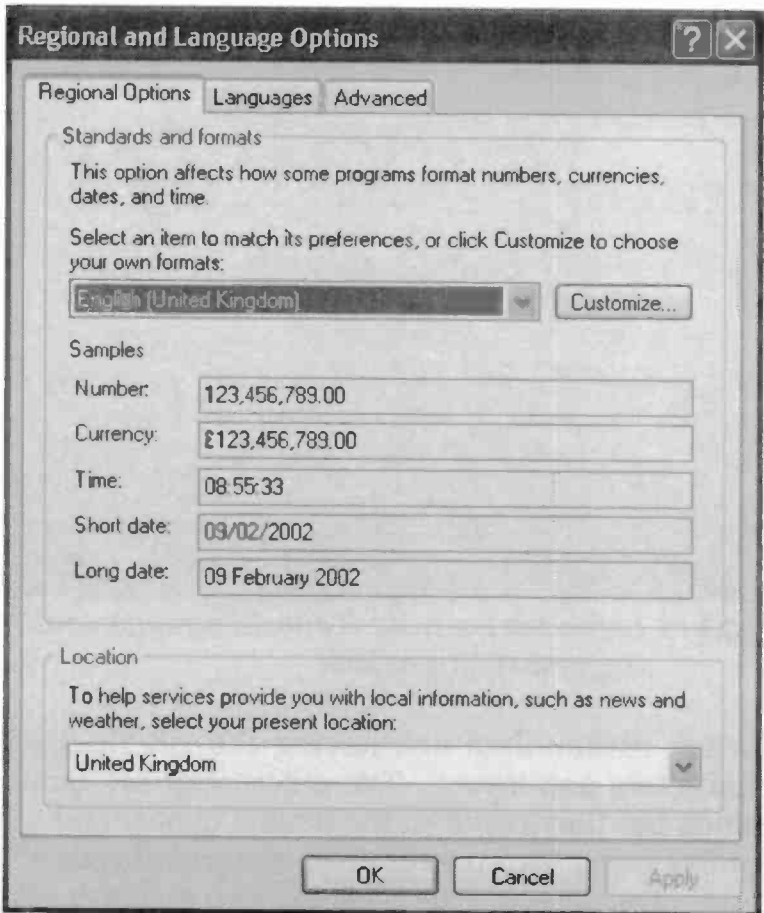 Regional and Language Options
Regional Options Languages Advanced
Standards and formats
This option affects how some programs format numbers, currencies,
dates, and time.
Select an item to match its preferences, or click Customize to choose
your own formats:
English (United Kingdom) Customize...
Samples
Number: 123,456,789.00
Currency: £123,456,789.00
Time: 08:55:33
Short date: 09/02/2002
Long date: 09 February 2002
Location
To help services provide you with local information, such as news and
weather, select your present location:
United Kingdom
OK Cancel Apply